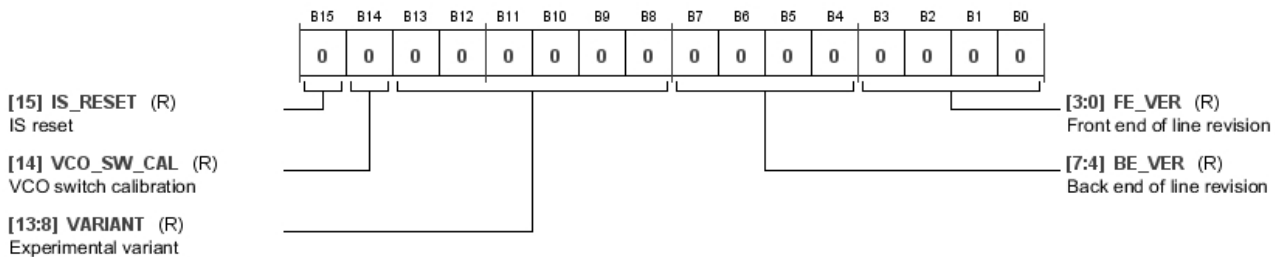 B15 B14 B13 B12 B11 B10 B9 B8 B7 B6 B5 B4 B3 B2 B1 B0
0 0 0 0 0 0 0 0 0 0 0 0 0 0 0 0
[15] IS_RESET (R)
IS reset
[14] VCO_SW_CAL (R)
VCO switch calibration
[13:8] VARIANT (R)
Experimental variant
[3:0] FE_VER (R)
Front end of line revision
[7:4] BE_VER (R)
Back end of line revision